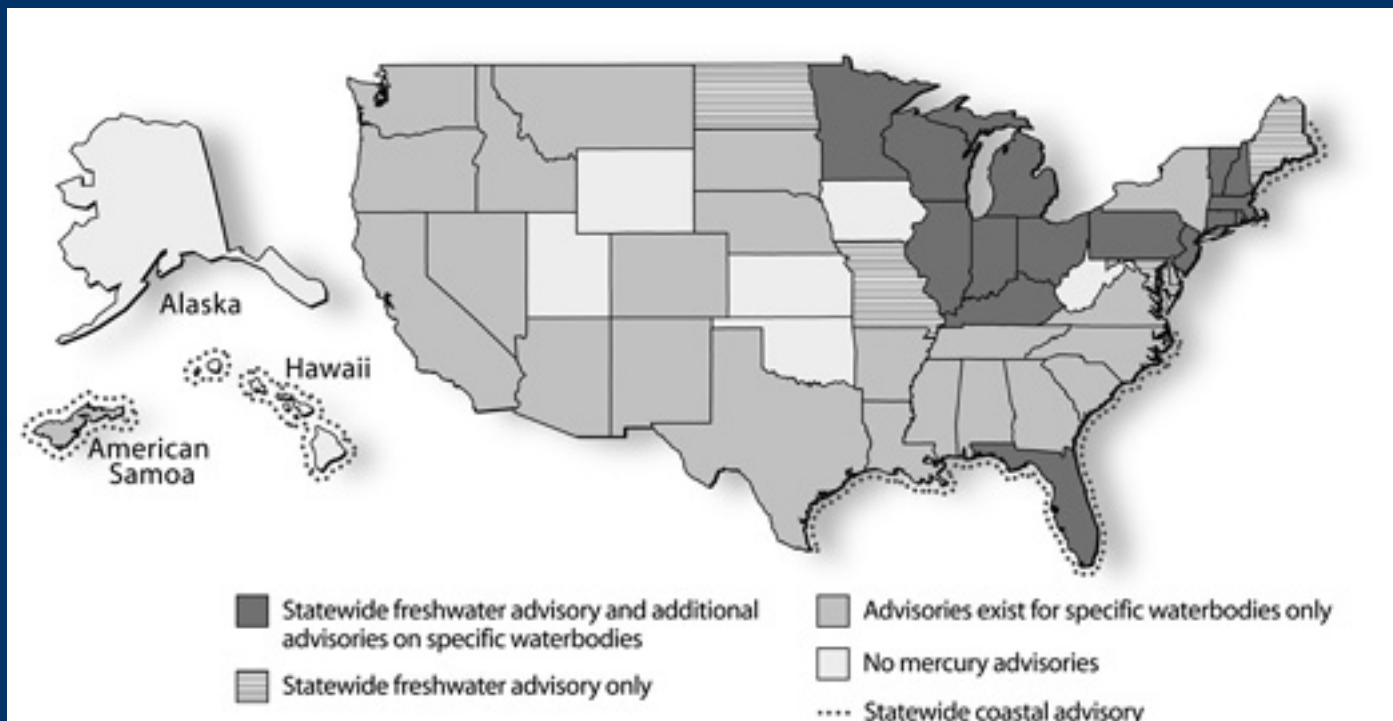 Alaska
Hawaii
American
Samoa
Statewide freshwater advisory and additional
advisories on specific waterbodies
Statewide freshwater advisory only
Advisories exist for specific waterbodies only
No mercury advisories
Statewide coastal advisory